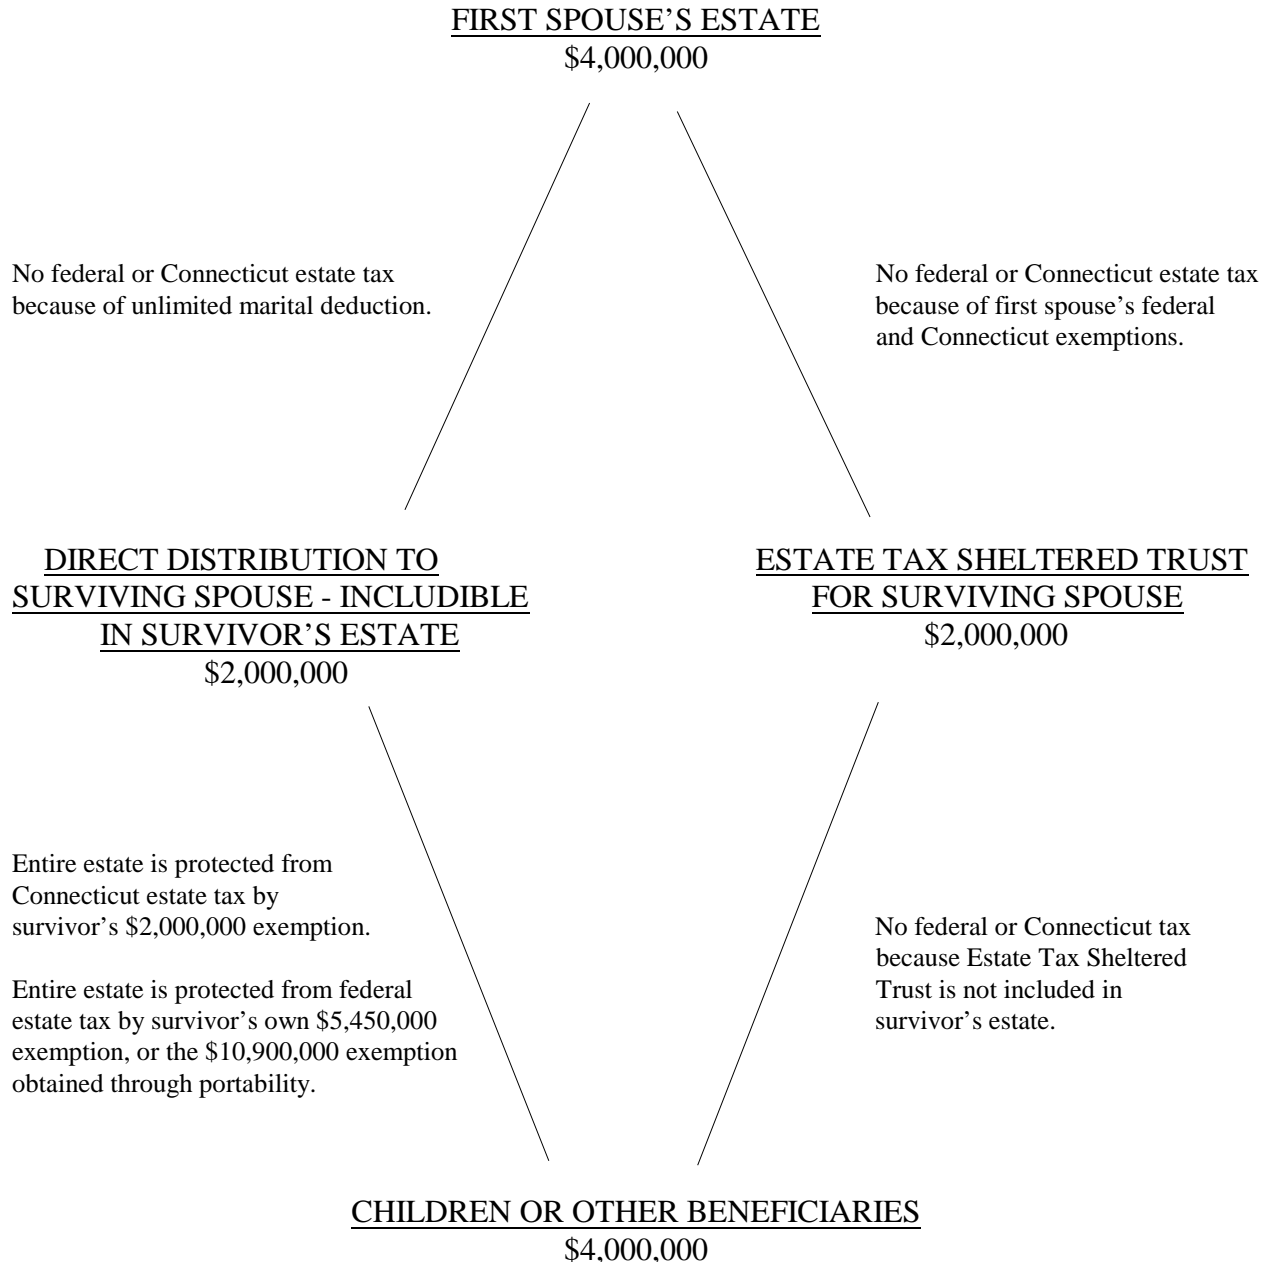 FIRST SPOUSE’S ESTATE
$4,000,000
No federal or Connecticut estate tax
because of unlimited marital deduction.
No federal or Connecticut estate tax
because of first spouse’s federal
and Connecticut exemptions.
DIRECT DISTRIBUTION TO
SURVIVING SPOUSE - INCLUDIBLE
IN SURVIVOR’S ESTATE
$2,000,000
ESTATE TAX SHELTERED TRUST
FOR SURVIVING SPOUSE
$2,000,000
Entire estate is protected from
Connecticut estate tax by
survivor’s $2,000,000 exemption.
Entire estate is protected from federal
estate tax by survivor’s own $5,450,000
exemption, or the $10,900,000 exemption
obtained through portability.
No federal or Connecticut tax
because Estate Tax Sheltered
Trust is not included in
survivor’s estate.
CHILDREN OR OTHER BENEFICIARIES
$4,000,000